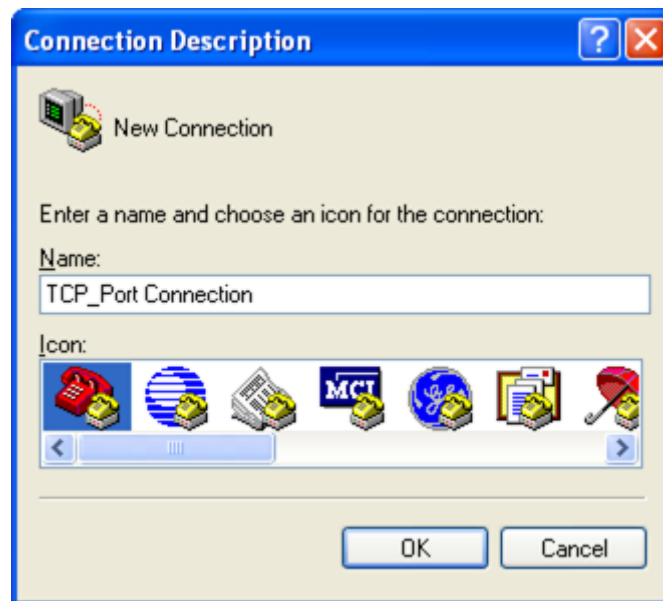 Connection Description
New Connection
Enter a name and choose an icon for the connection:
Name:
TCP_Port Connection
Icon:
MCI
OK Cancel